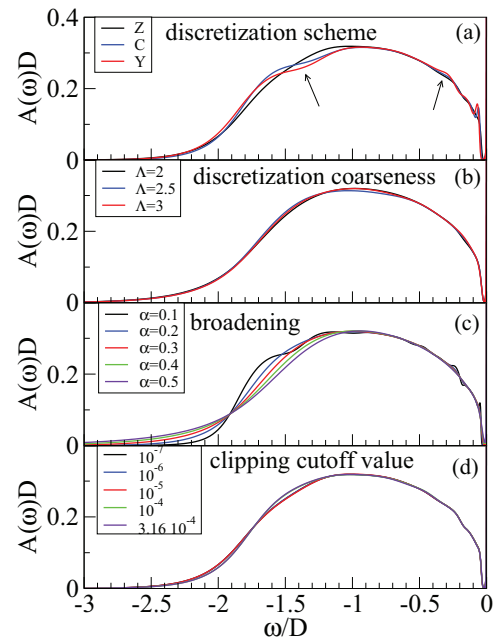 0.4
discretization scheme
(a)
Z
C
Y
0.2
A(ω)D
0
discretization coarseness
(b)
Λ=2
Λ=2.5
Λ=3
0.2
A(ω)D
0
α=0.1
α=0.2
α=0.3
α=0.4
α=0.5
broadening
(c)
0.2
A(ω)D
0
10⁻⁷
10⁻⁶
10⁻⁵
10⁻⁴
3.16 10⁻⁴
clipping cutoff value
(d)
0.2
A(ω)D
0
-3 -2.5 -2 -1.5 -1 -0.5 0
ω/D